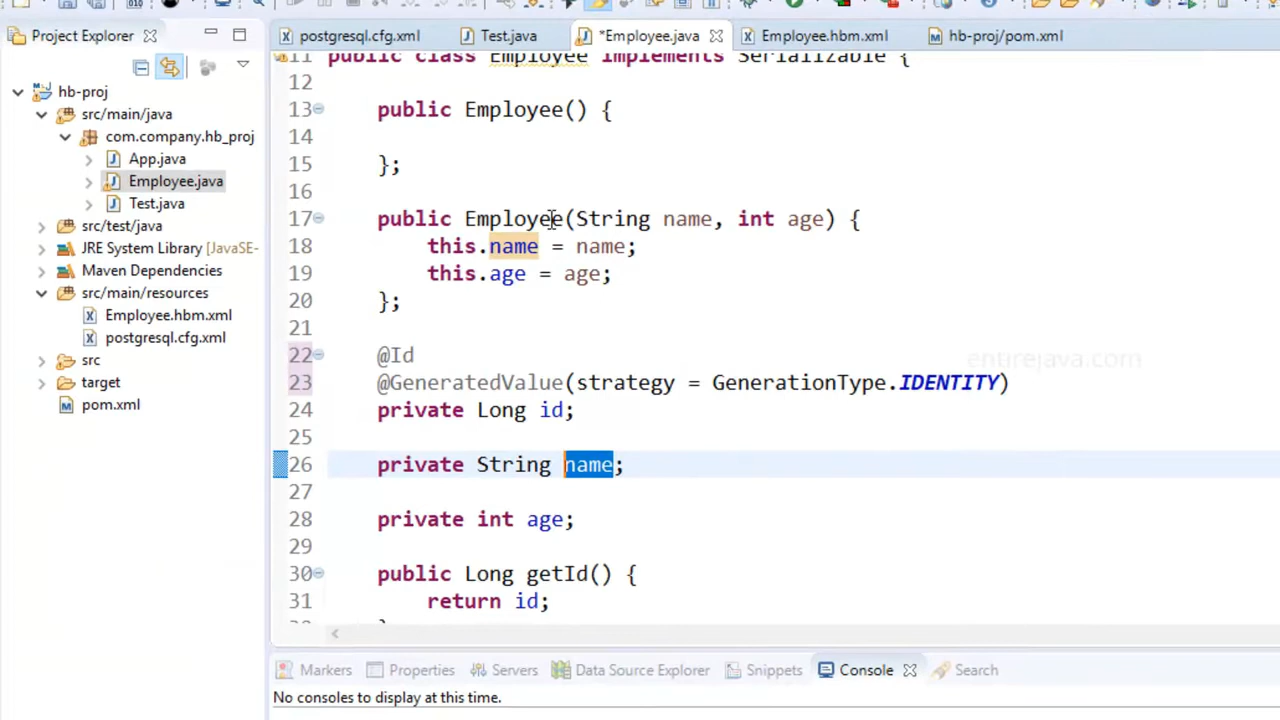 Project Explorer
hb-proj
src/main/java
com.company.hb_proj
App.java
Employee.java
Test.java
src/test/java
JRE System Library [JavaSE-
Maven Dependencies
src/main/resources
Employee.hbm.xml
postgresql.cfg.xml
src
target
pom.xml
postgresql.cfg.xml Test.java *Employee.java Employee.hbm.xml hb-proj/pom.xml
11 public class Employee implements Serializable {
12
13 public Employee() {
14
15 };
16
17 public Employee(String name, int age) {
18 this.name = name;
19 this.age = age;
20 };
21
22 @Id
23 @GeneratedValue(strategy = GenerationType.IDENTITY)
24 private Long id;
25
26 private String name;
27
28 private int age;
29
30 public Long getId() {
31 return id;
entirejava.com
Markers Properties Servers Data Source Explorer Snippets Console Search
No consoles to display at this time.